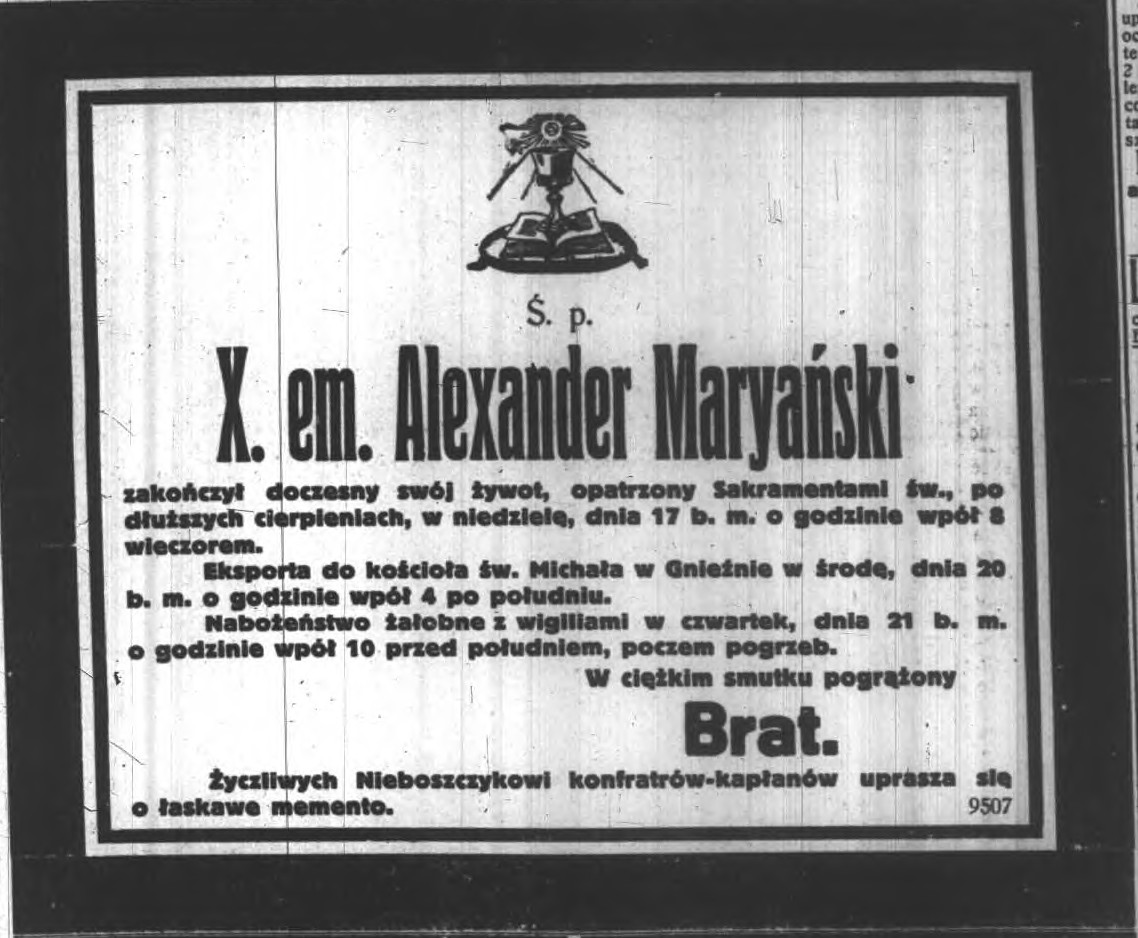 Ś. p.
X. em. Alexander Maryański
zakończył doczesny swój żywot, opatrzony Sakramentami św., po
dłuższych cierpieniach, w niedzielę, dnia 17 b. m. o godzinie wpół 8
wieczorem.
Eksporta do kościoła św. Michała w Gnieźnie w środę, dnia 20
b. m. o godzinie wpół 4 po południu.
Nabożeństwo żałobne z wigiliami w czwartek, dnia 21 b. m.
o godzinie wpół 10 przed południem, poczem pogrzeb.
W ciężkim smutku pogrążony
Brat.
Życzliwych Nieboszczykowi konfratrów-kapłanów uprasza się
o łaskawe memento.
9507